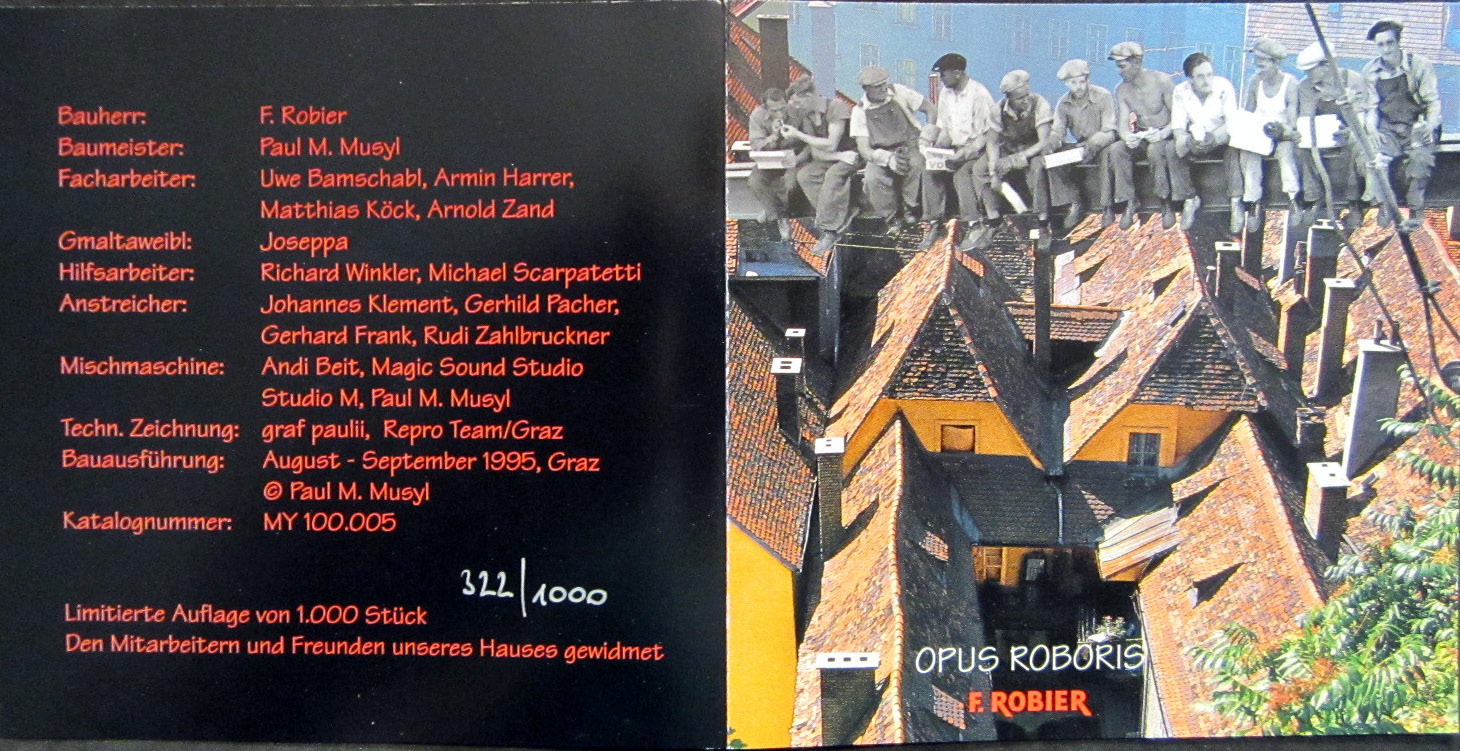 Bauherr: F. Robier
Baumeister: Paul M. Musyl
Facharbeiter: Uwe Bamschabl, Armin Harrer,
Matthias Köck, Arnold Zand
Gmaltaweibl: Joseppa
Hilfsarbeiter: Richard Winkler, Michael Scarpatetti
Anstreicher: Johannes Klement, Gerhild Pacher,
Gerhard Frank, Rudi Zahlbruckner
Mischmaschine: Andi Beit, Magic Sound Studio
Studio M, Paul M. Musyl
Techn. Zeichnung: graf paulii, Repro Team/Graz
Bauausführung: August - September 1995, Graz
© Paul M. Musyl
Katalognummer: MY 100.005
322/1000
Limitierte Auflage von 1.000 Stück
Den Mitarbeitern und Freunden unseres Hauses gewidmet
OPUS ROBORIS
F. ROBIER